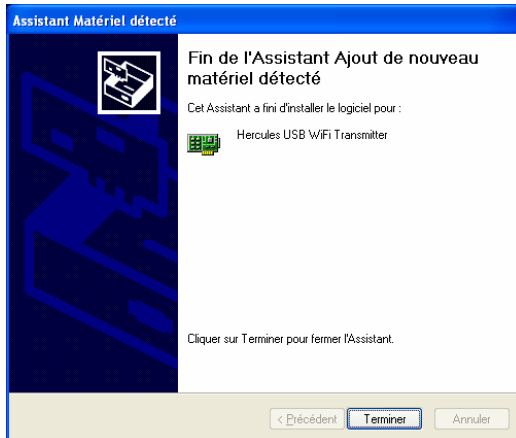 Assistant Matériel détecté
Fin de l'Assistant Ajout de nouveau
matériel détecté
Cet Assistant a fini d'installer le logiciel pour :
Hercules USB WiFi Transmitter
Cliquer sur Terminer pour fermer l'Assistant.
< Précédent
Terminer
Annuler